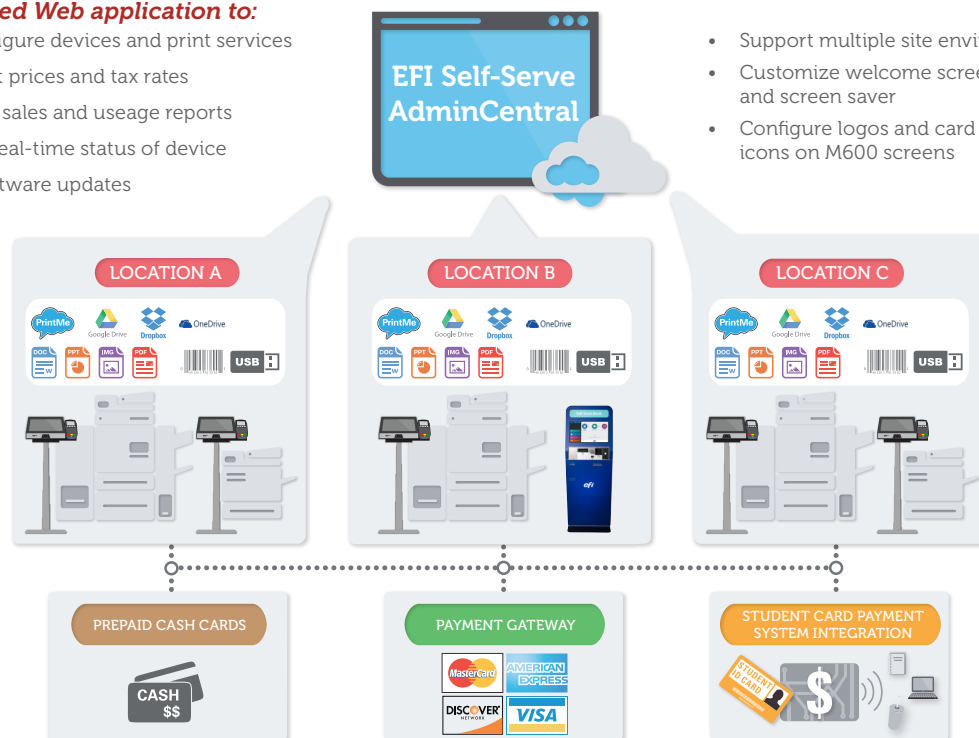 ed Web application to:
igure devices and print services
t prices and tax rates
sales and useage reports
eal-time status of device
tware updates
EFI Self-Serve
AdminCentral
• Support multiple site envi
• Customize welcome scree
and screen saver
• Configure logos and card
icons on M600 screens
LOCATION A
PrintMe
Google Drive
Dropbox
OneDrive
DOC
W
PPT
IMG
PDF
USB
LOCATION B
PrintMe
Google Drive
Dropbox
OneDrive
DOC
W
PPT
IMG
PDF
USB
efi
LOCATION C
PrintMe
Google Drive
Dropbox
OneDrive
DOC
W
PPT
IMG
PDF
USB
PREPAID CASH CARDS
CASH
$$
PAYMENT GATEWAY
MasterCard
AMERICAN
EXPRESS
DISCOVER
NETWORK
VISA
STUDENT CARD PAYMENT
SYSTEM INTEGRATION
STUDENT
ID CARD
$